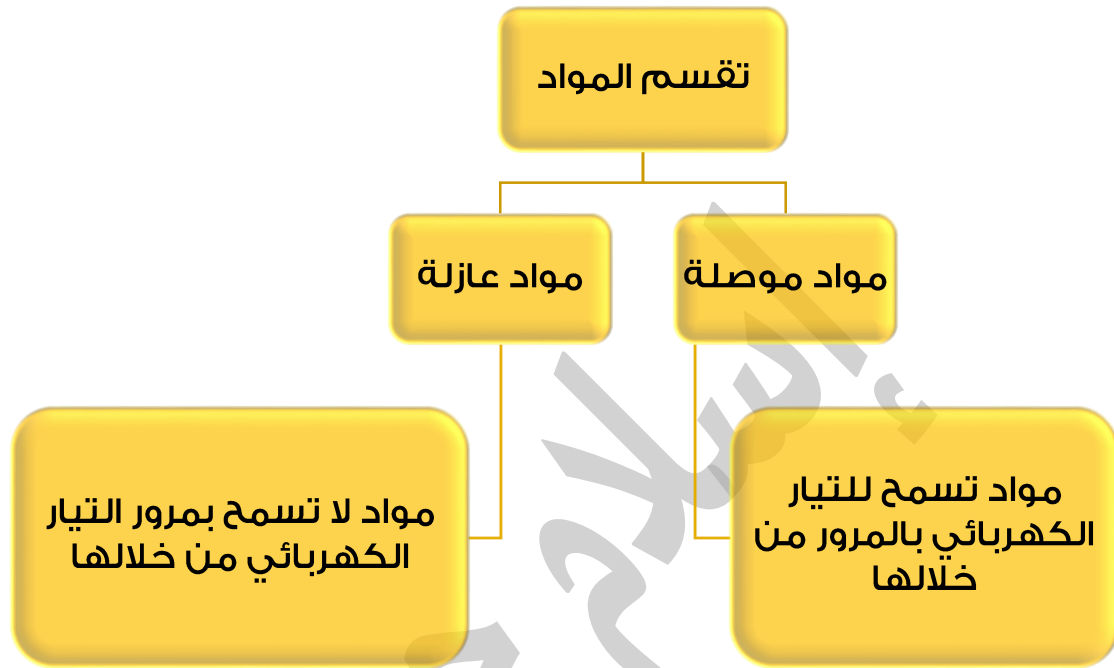 تقسم المواد
مواد موصلة
مواد عازلة
مواد تسمح للتيار
الكهربائي بالمرور من
خلالها
مواد لا تسمح بمرور التيار
الكهربائي من خلالها
إسلام